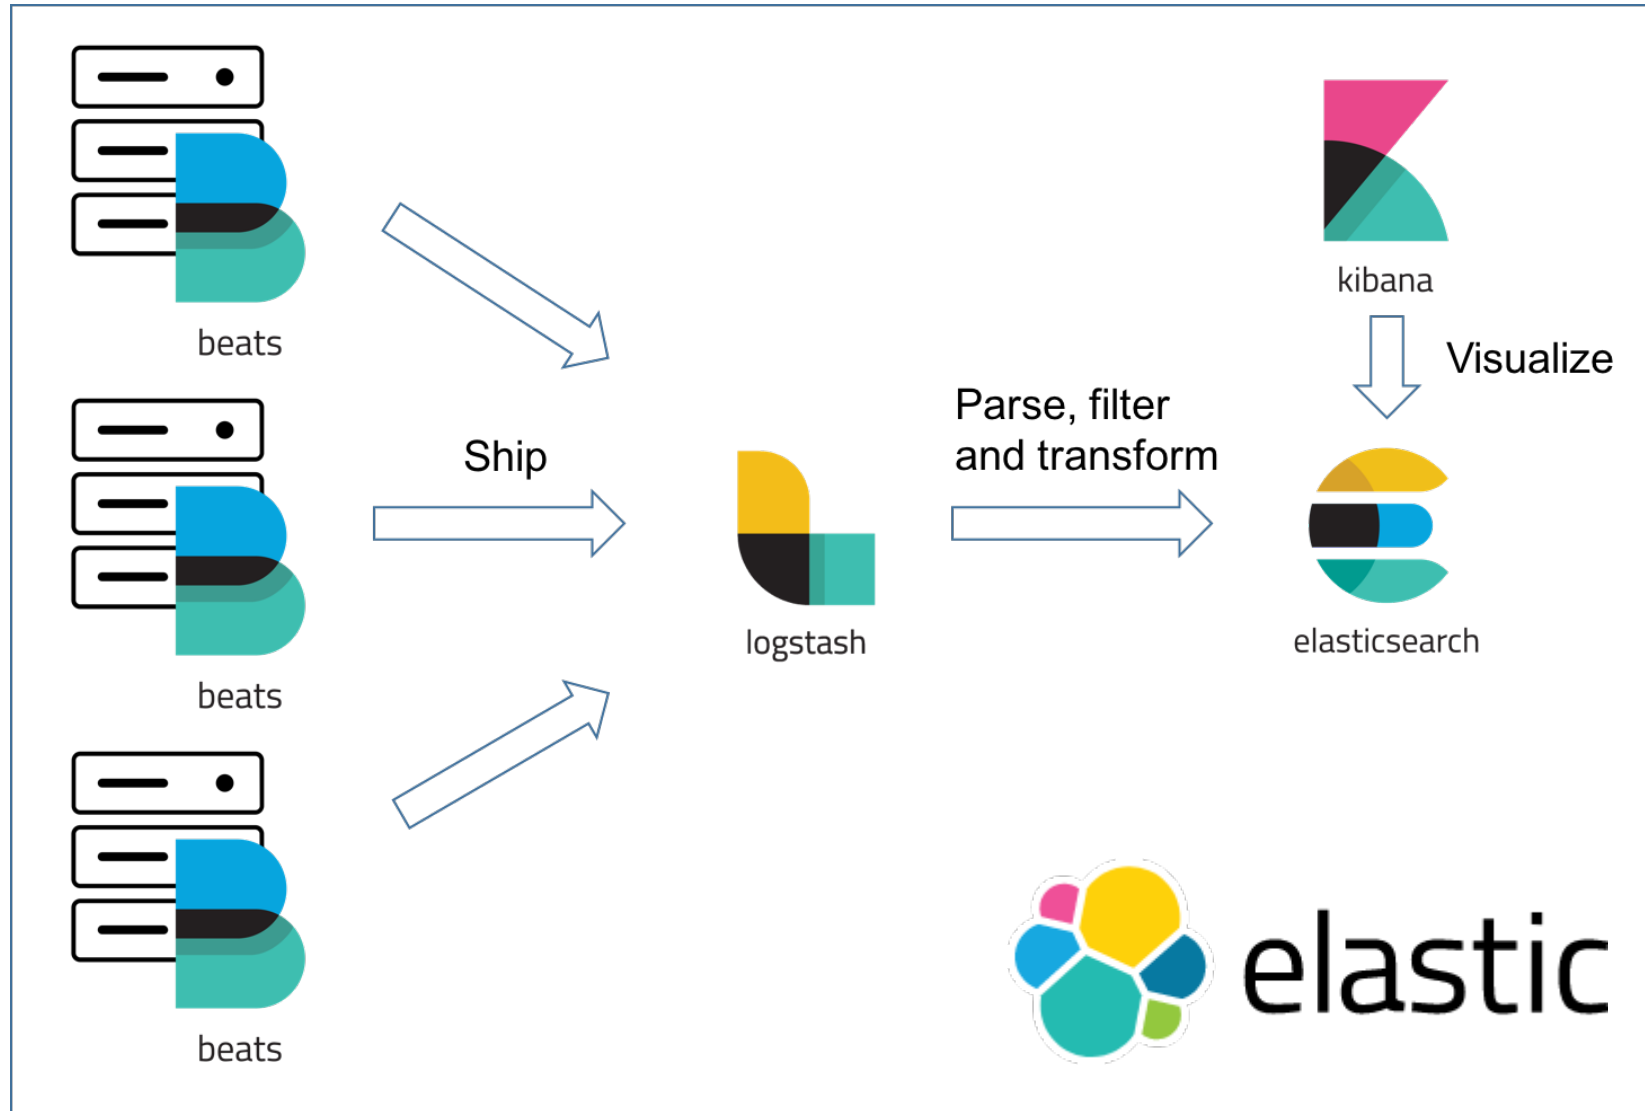 beats
kibana
Visualize
Parse, filter
and transform
Ship
logstash
elasticsearch
beats
beats
elastic